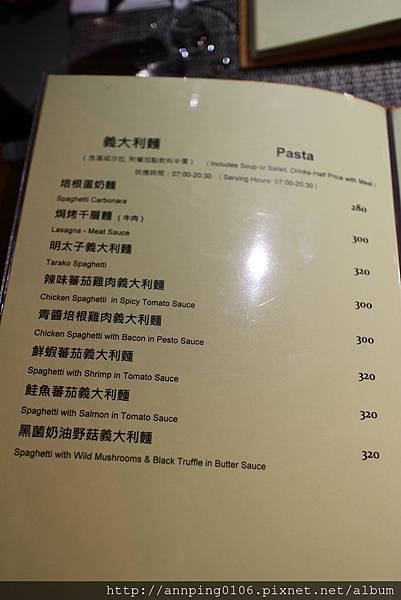 義大利麵 Pasta
(含湯或沙拉, 附餐加點飲料半價) (Includes Soup or Salad, Drinks-Half Price with Meal)
供應時間：07:00-20:30 (Serving Hours: 07:00-20:30)
培根蛋奶麵 280
Spaghetti Carbonara
焗烤千層麵 (牛肉) 300
Lasagna - Meat Sauce
明太子義大利麵 320
Tarako Spaghetti
辣味蕃茄雞肉義大利麵 300
Chicken Spaghetti in Spicy Tomato Sauce
青醬培根雞肉義大利麵 300
Chicken Spaghetti with Bacon in Pesto Sauce
鮮蝦蕃茄義大利麵 320
Spaghetti with Shrimp in Tomato Sauce
鮭魚蕃茄義大利麵 320
Spaghetti with Salmon in Tomato Sauce
黑菌奶油野菇義大利麵 320
Spaghetti with Wild Mushrooms & Black Truffle in Butter Sauce
http://annping0106.pixnet.net/album